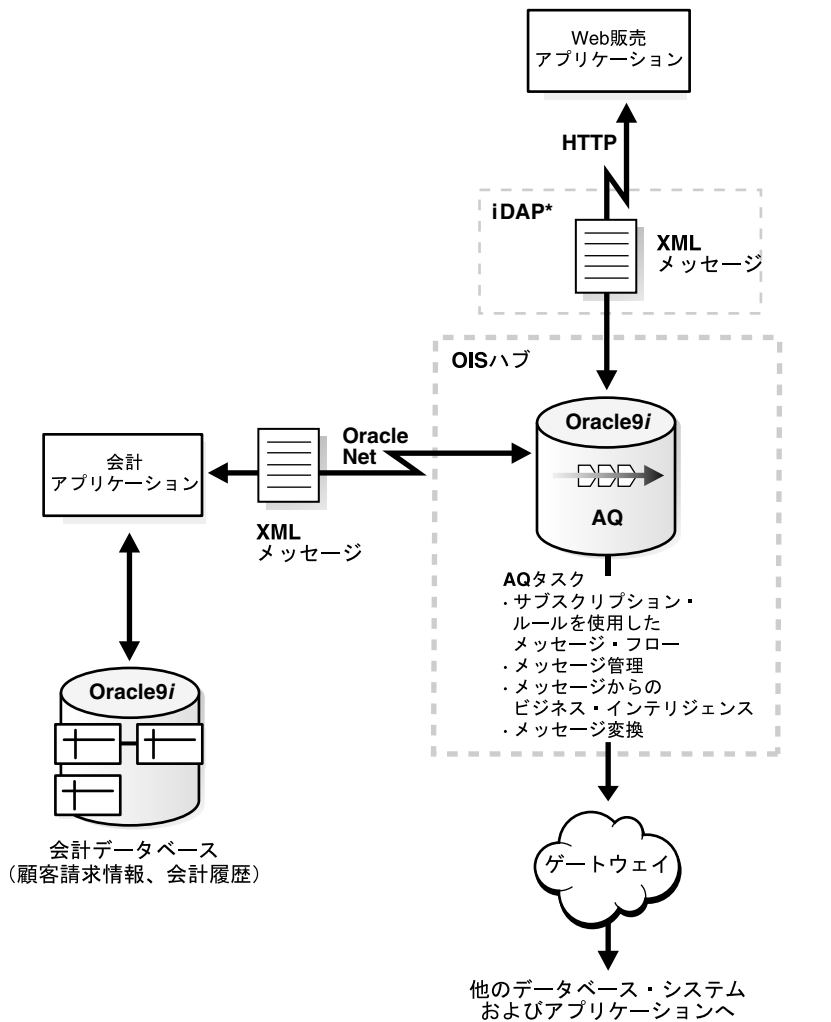 Web販売
アプリケーション
HTTP
iDAP*
XML
メッセージ
OISハブ
Oracle9i
AQ
Oracle
Net
会計
アプリケーション
XML
メッセージ
AQタスク
・サブスクリプション・
ルールを使用した
メッセージ・フロー
・メッセージ管理
・メッセージからの
ビジネス・インテリジェンス
・メッセージ変換
Oracle9i
会計データベース
（顧客請求情報、会計履歴）
ゲートウェイ
他のデータベース・システム
およびアプリケーションへ